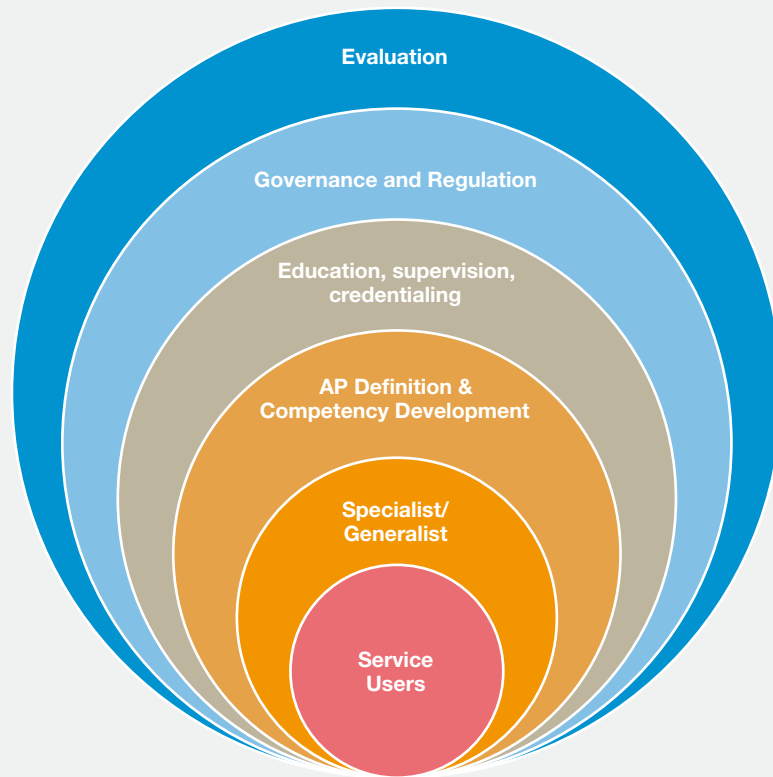 Evaluation
Governance and Regulation
Education, supervision,
credentialing
AP Definition &
Competency Development
Specialist/
Generalist
Service
Users